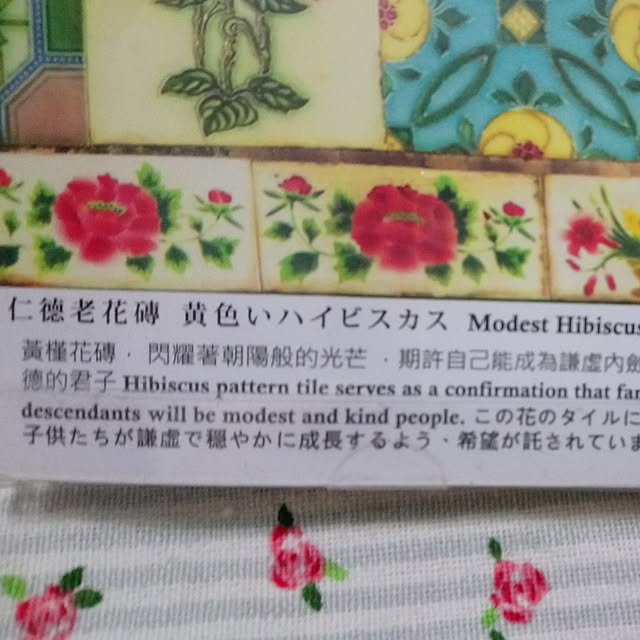 仁德老花磚 黄色いハイビスカス Modest Hibiscus
黃槿花磚，閃耀著朝陽般的光芒，期許自己能成為謙虛內斂
德的君子 Hibiscus pattern tile serves as a confirmation that
descendants will be modest and kind people. この花のタイルに
子供たちが謙虚で穏やかに成長するよう、希望が託されていま